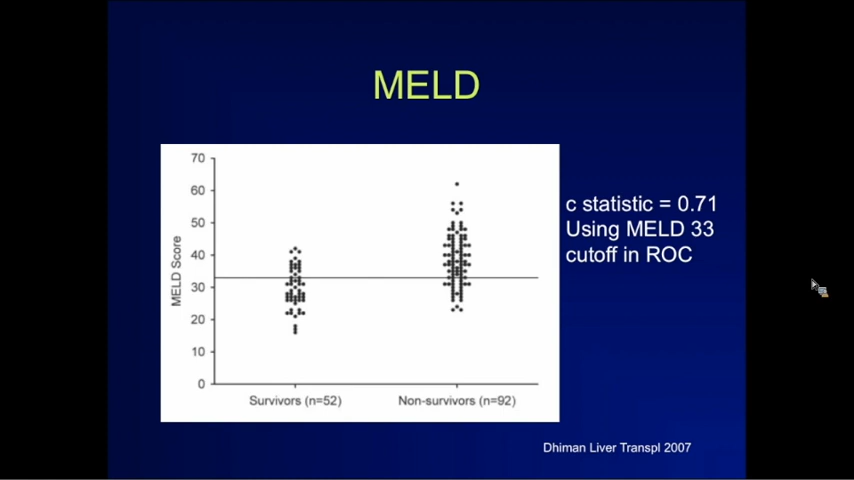 MELD
70
60
50
40
30
20
10
0
MELD Score
Survivors (n=52)
Non-survivors (n=92)
c statistic = 0.71
Using MELD 33
cutoff in ROC
Dhiman Liver Transpl 2007